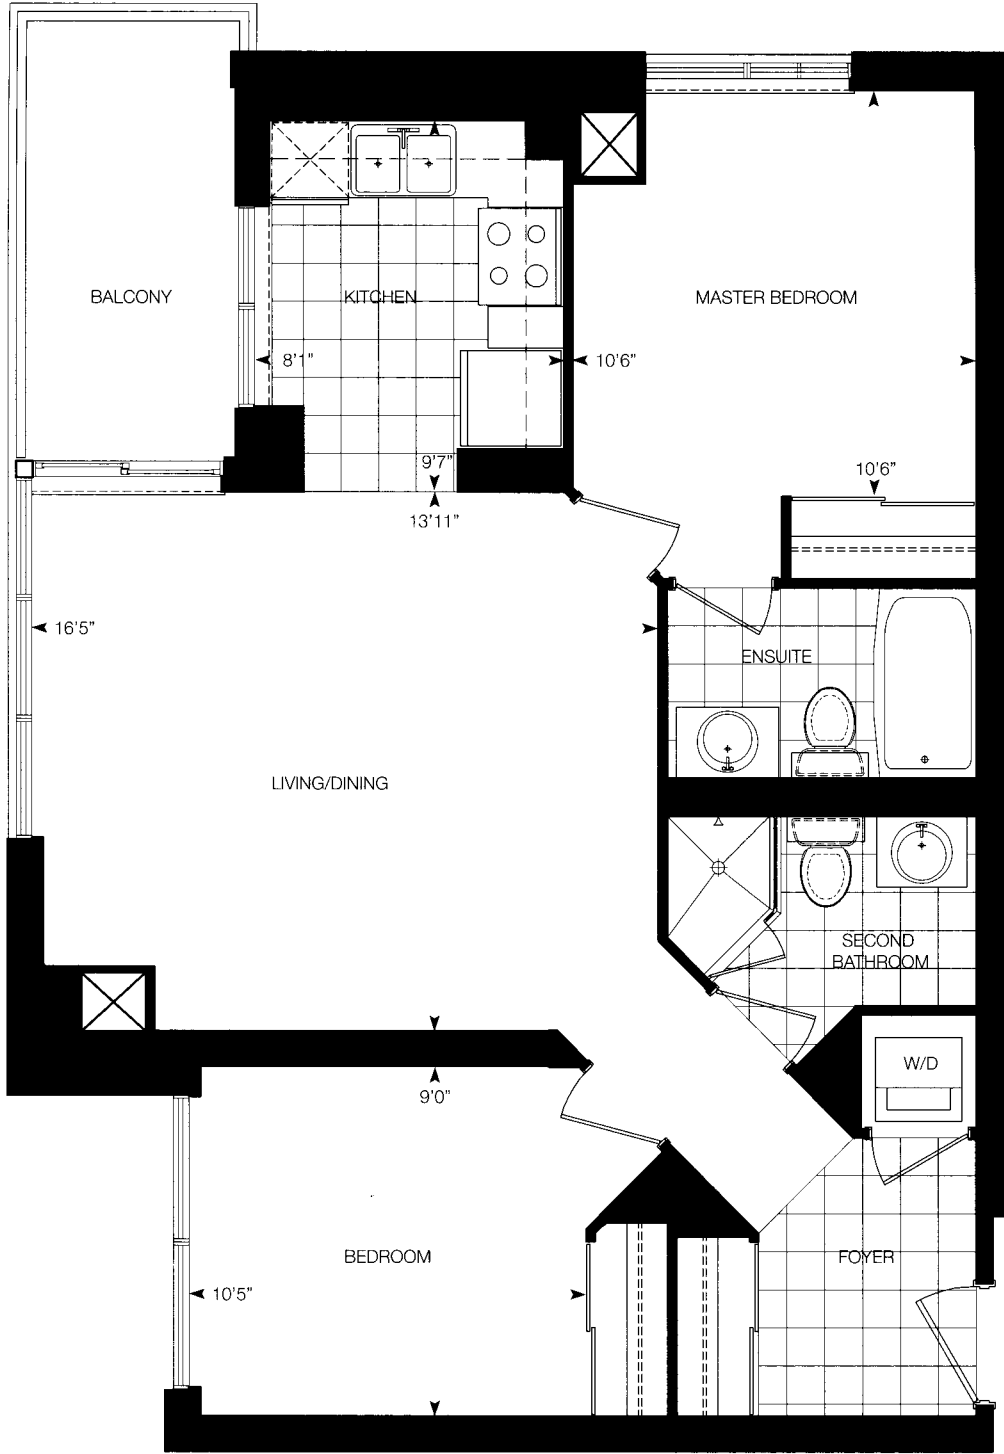 BALCONY
KITCHEN
MASTER BEDROOM
8'1"
10'6"
9'7"
10'6"
13'11"
16'5"
ENSUITE
LIVING/DINING
SECOND
BATHROOM
W/D
9'0"
BEDROOM
FOYER
10'5"